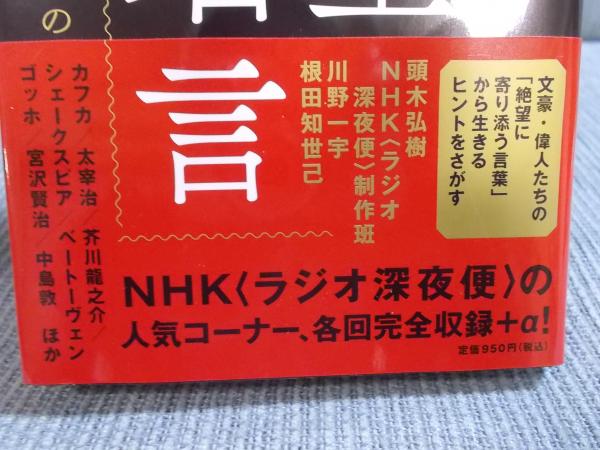 文豪・偉人たちの
「絶望に
寄り添う言葉」
から生きる
ヒントをさがす
頭木弘樹
NHK〈ラジオ
深夜便〉制作班
川野一宇
根田知世己
言
の
カフカ/太宰治/芥川龍之介/
シェークスピア/ベートーヴェン
ゴッホ/宮沢賢治/中島敦 ほか
NHK〈ラジオ深夜便〉の
人気コーナー、各回完全収録+α!
定価950円(税込)